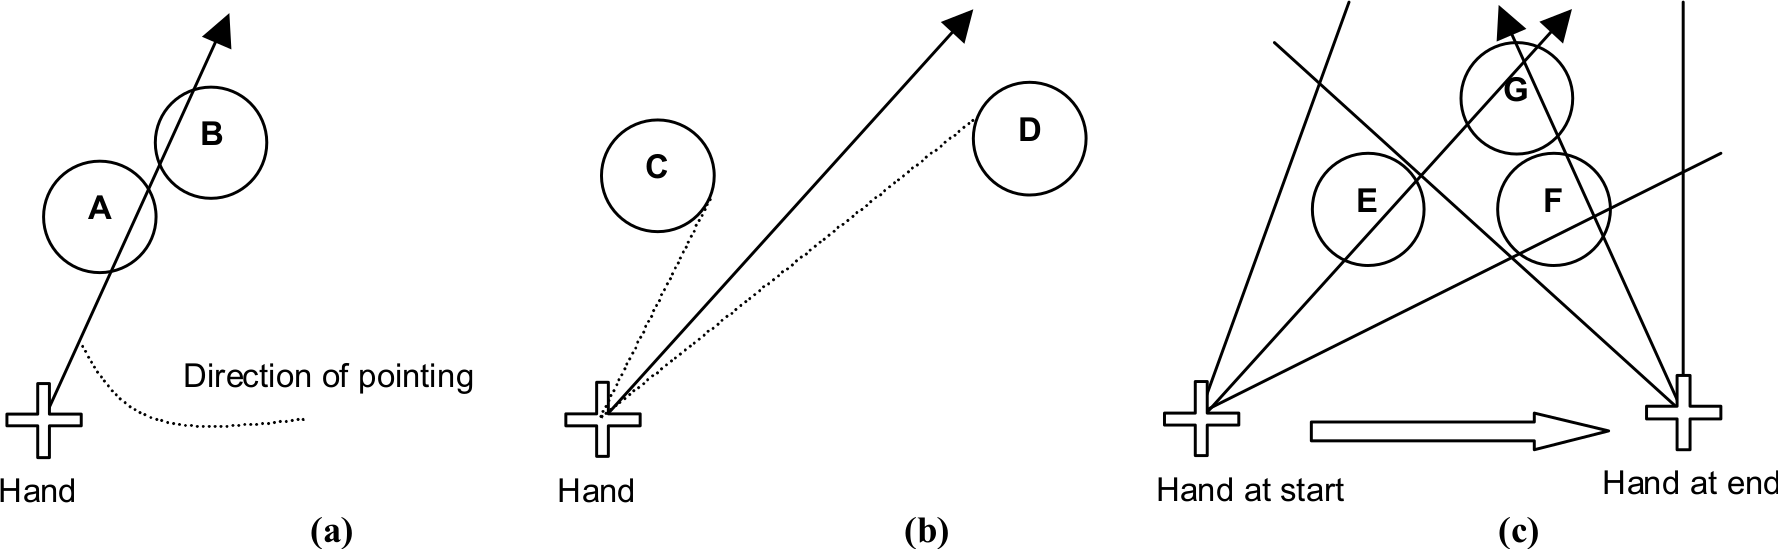 A
B
Direction of pointing
Hand
(a)
C
D
Hand
(b)
G
E
F
Hand at start
Hand at end
(c)